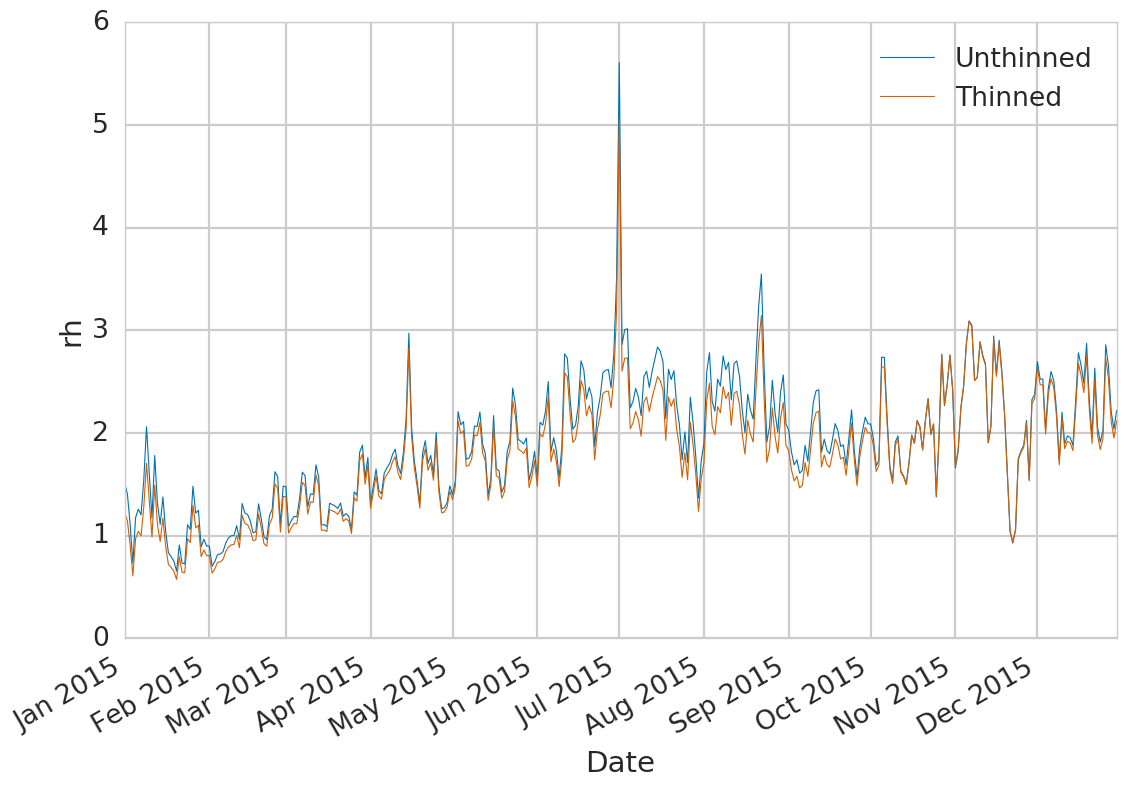 6
5
4
3
2
1
0
rh
Unthinned
Thinned
Jan 2015
Feb 2015
Mar 2015
Apr 2015
May 2015
Jun 2015
Jul 2015
Aug 2015
Sep 2015
Oct 2015
Nov 2015
Dec 2015
Date